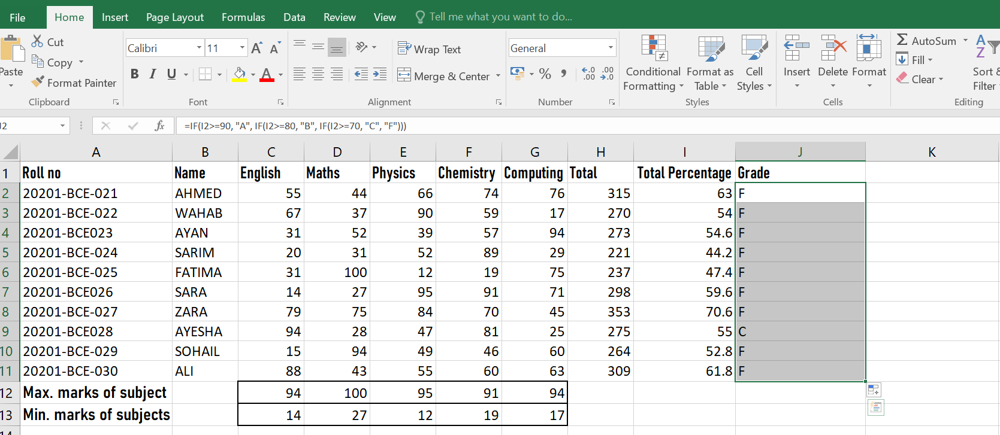 File Home Insert Page Layout Formulas Data Review View Tell me what you want to do...
Cut
Copy
Format Painter
Paste
Clipboard
Calibri 11 A A
B I U A
Font
Wrap Text
Merge & Center
Alignment
General
% , .0 .00 .00 .0
Number
Conditional Formatting Format as Table Cell Styles
Styles
Insert Delete Format
Cells
AutoSum
Fill
Clear
A Z
Sort & Filter
Editing
J2 fx =IF(I2>=90, "A", IF(I2>=80, "B", IF(I2>=70, "C", "F")))
A B C D E F G H I J K
1 Roll no Name English Maths Physics Chemistry Computing Total Total Percentage Grade
2 20201-BCE-021 AHMED 55 44 66 74 76 315 63 F
3 20201-BCE-022 WAHAB 67 37 90 59 17 270 54 F
4 20201-BCE023 AYAN 31 52 39 57 94 273 54.6 F
5 20201-BCE-024 SARIM 20 31 52 89 29 221 44.2 F
6 20201-BCE-025 FATIMA 31 100 12 19 75 237 47.4 F
7 20201-BCE026 SARA 14 27 95 91 71 298 59.6 F
8 20201-BCE-027 ZARA 79 75 84 70 45 353 70.6 F
9 20201-BCE028 AYESHA 94 28 47 81 25 275 55 C
10 20201-BCE-029 SOHAIL 15 94 49 46 60 264 52.8 F
11 20201-BCE-030 ALI 88 43 55 60 63 309 61.8 F
12 Max. marks of subject 94 100 95 91 94
13 Min. marks of subjects 14 27 12 19 17
14